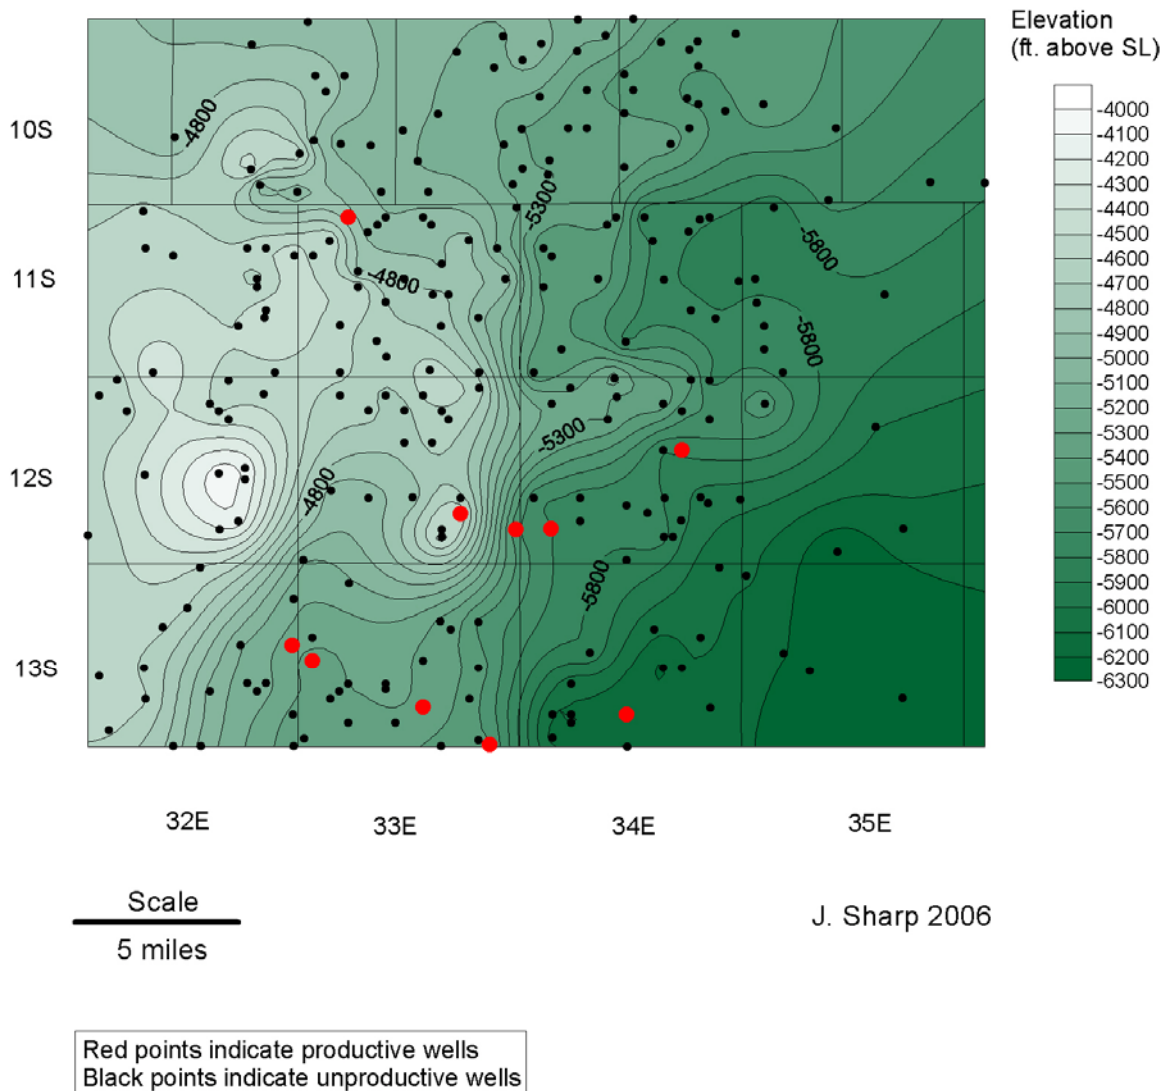 Elevation
(ft. above SL)
-4000
-4100
-4200
-4300
-4400
-4500
-4600
-4700
-4800
-4900
-5000
-5100
-5200
-5300
-5400
-5600
-5700
-5800
-5900
-6000
-6100
-6200
-6300
10S
11S
12S
13S
-4800
-5300
-5800
-4800
-5800
-5300
-4800
-5800
32E
33E
34E
35E
Scale
5 miles
J. Sharp 2006
Red points indicate productive wells
Black points indicate unproductive wells